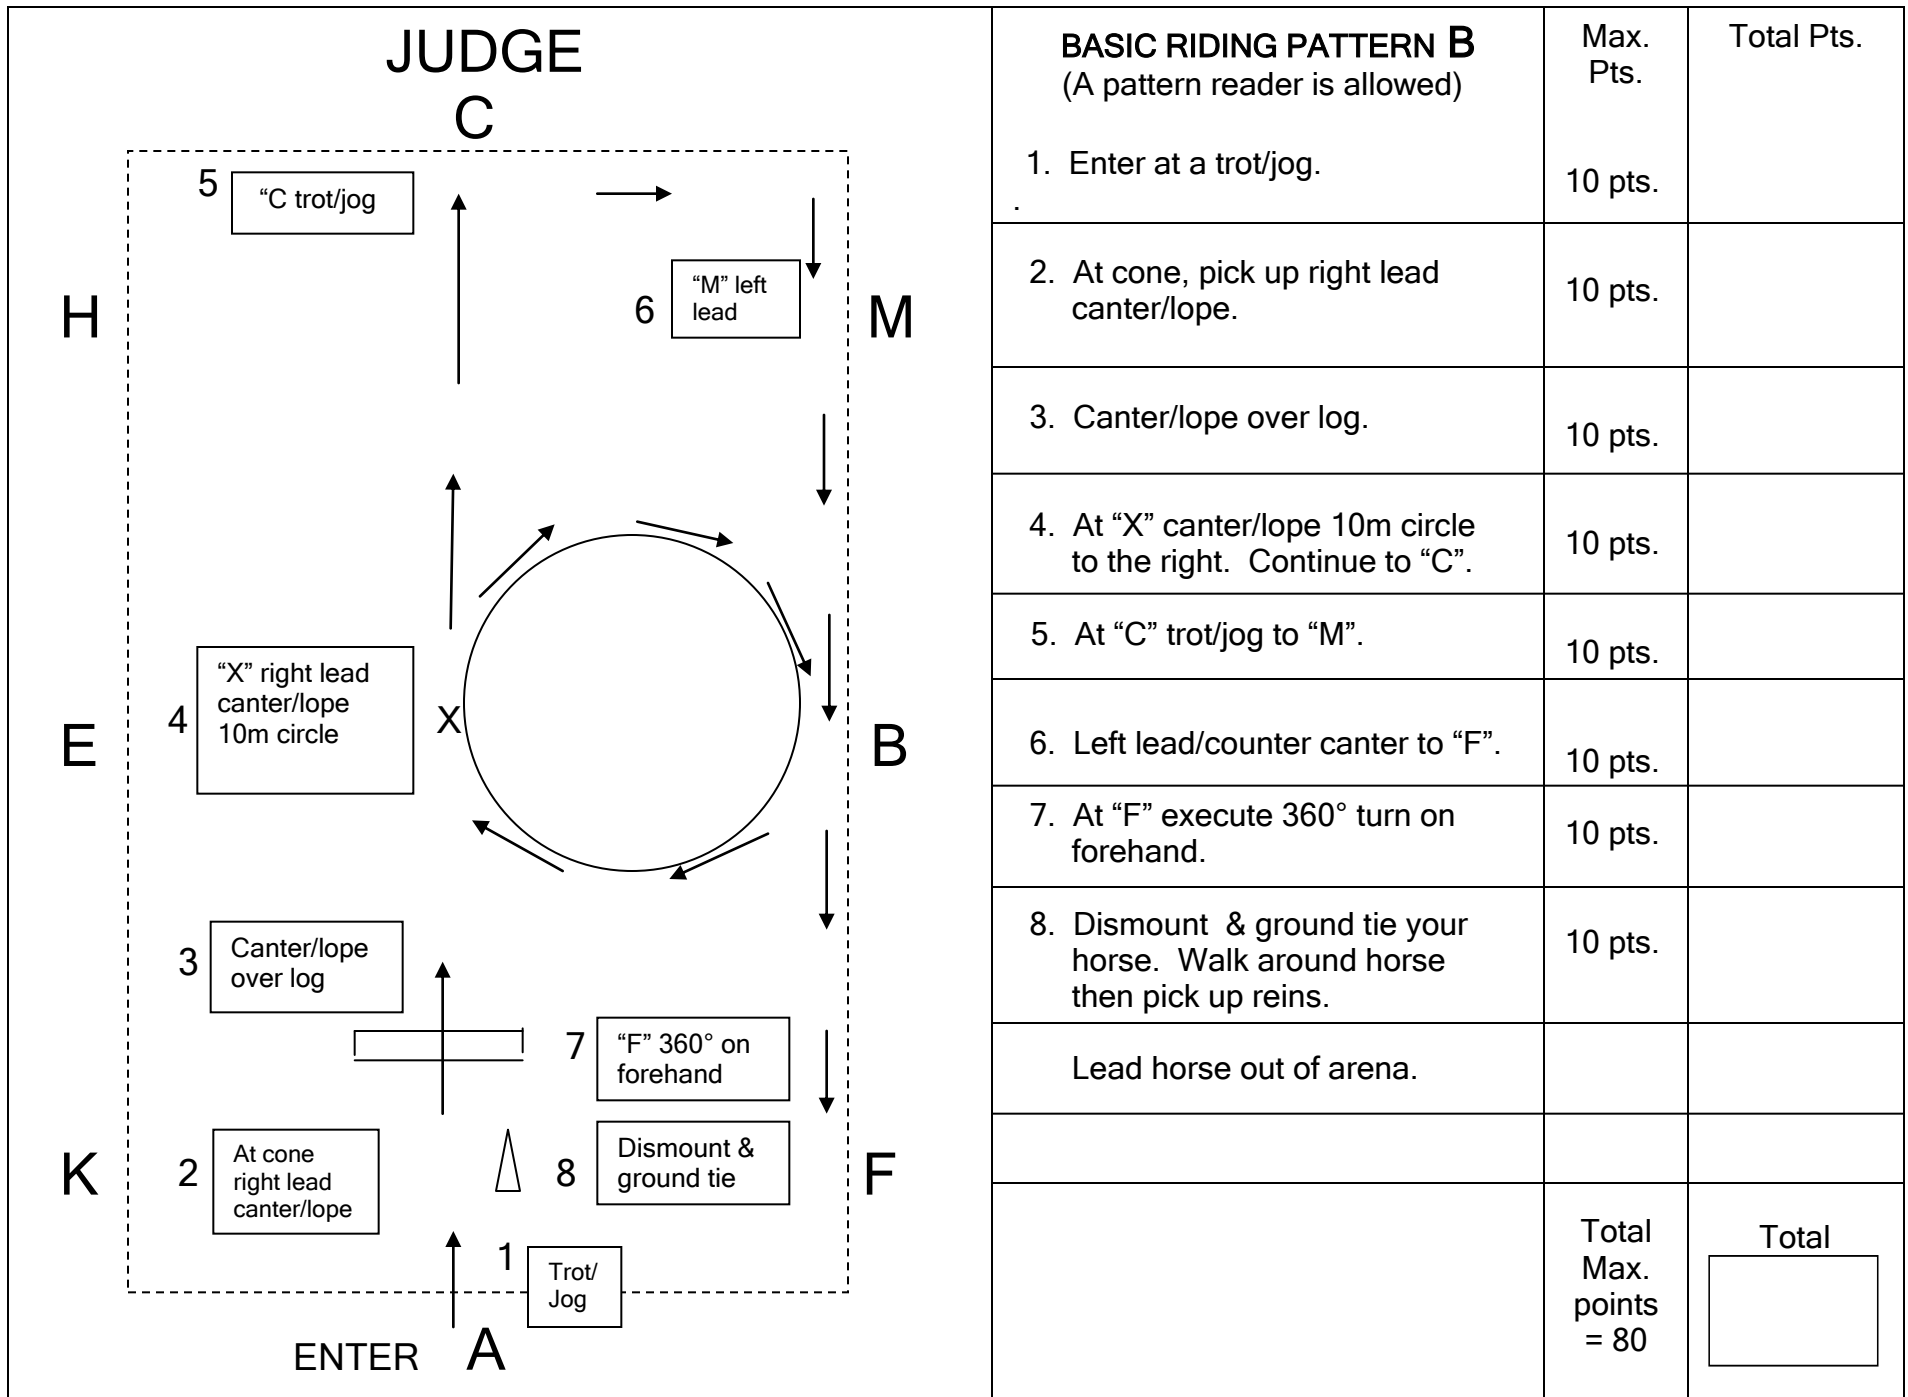 JUDGE
C
5
“C trot/jog
“M” left
lead
6
H
M
“X” right lead
canter/lope
10m circle
4
X
E
B
Canter/lope
over log
3
7
“F” 360° on
forehand
At cone
right lead
canter/lope
2
8
Dismount &
ground tie
K
F
1
Trot/
Jog
ENTER A
BASIC RIDING PATTERN B
(A pattern reader is allowed)
Max.
Pts.
Total Pts.
1. Enter at a trot/jog.
.
10 pts.
2. At cone, pick up right lead
canter/lope.
10 pts.
3. Canter/lope over log.
10 pts.
4. At “X” canter/lope 10m circle
to the right. Continue to “C”.
10 pts.
5. At “C” trot/jog to “M”.
10 pts.
6. Left lead/counter canter to “F”.
10 pts.
7. At “F” execute 360° turn on
forehand.
10 pts.
8. Dismount & ground tie your
horse. Walk around horse
then pick up reins.
10 pts.
Lead horse out of arena.
Total
Max.
points
= 80
Total